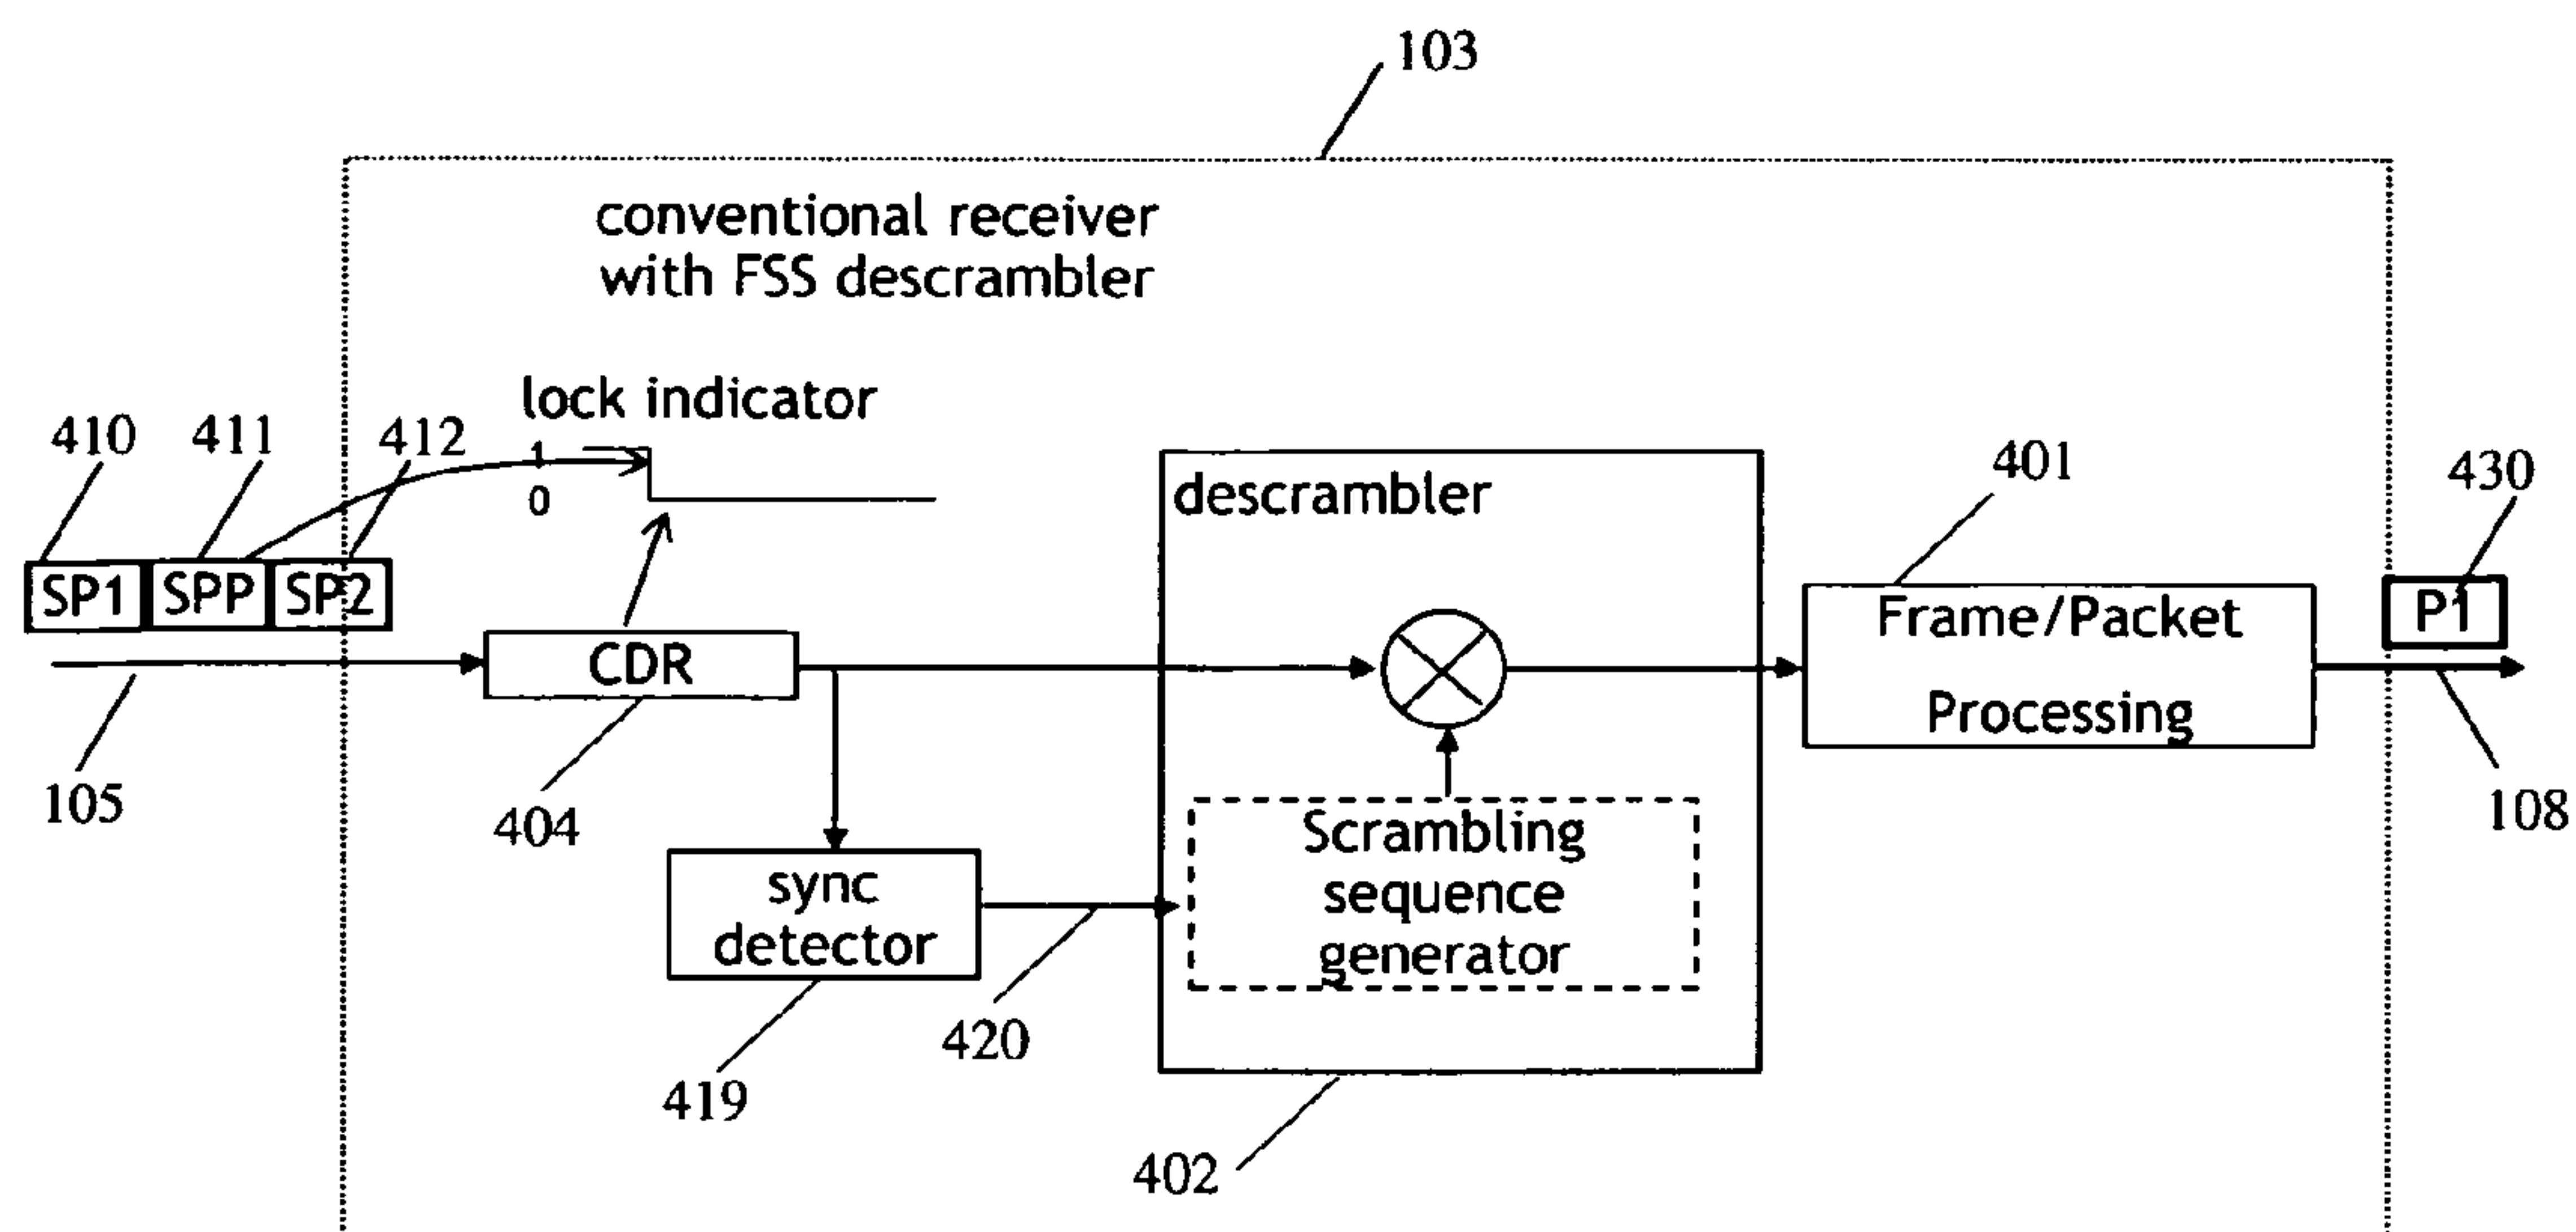 103
conventional receiver
with FSS descrambler
lock indicator
410
411
412
1
0
SP1
SPP
SP2
descrambler
401
430
CDR
Frame/Packet
Processing
P1
105
404
Scrambling
sequence
generator
108
sync
detector
420
419
402